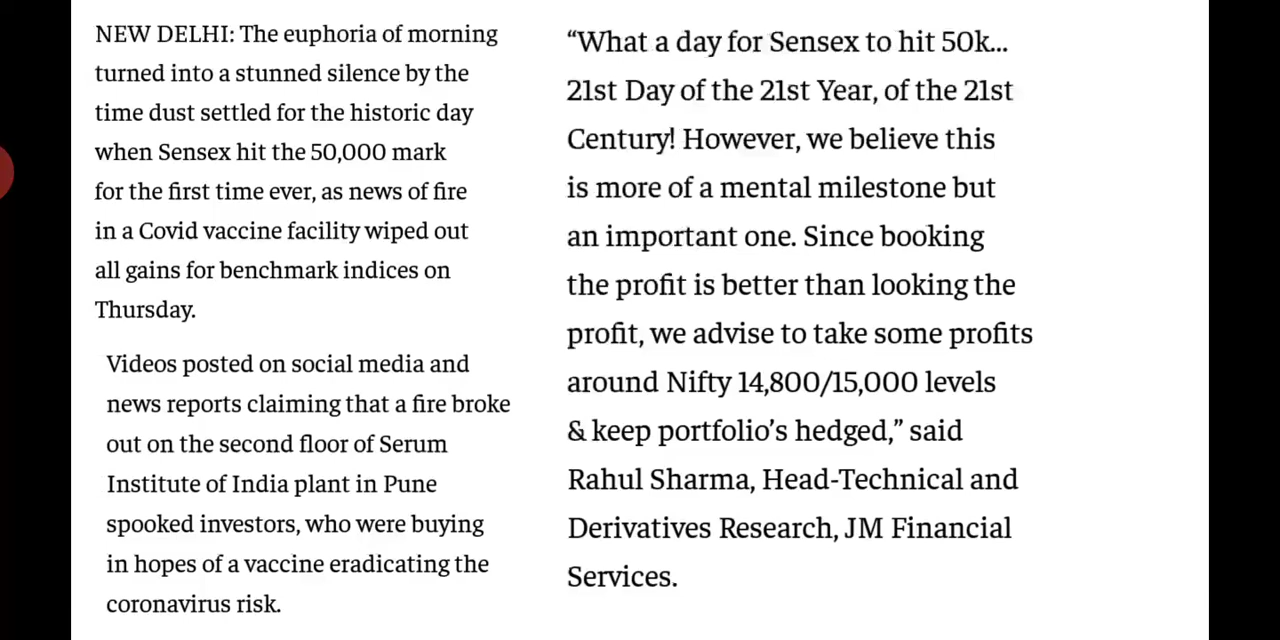 NEW DELHI: The euphoria of morning
turned into a stunned silence by the
time dust settled for the historic day
when Sensex hit the 50,000 mark
for the first time ever, as news of fire
in a Covid vaccine facility wiped out
all gains for benchmark indices on
Thursday.
Videos posted on social media and
news reports claiming that a fire broke
out on the second floor of Serum
Institute of India plant in Pune
spooked investors, who were buying
in hopes of a vaccine eradicating the
coronavirus risk.
“What a day for Sensex to hit 50k...
21st Day of the 21st Year, of the 21st
Century! However, we believe this
is more of a mental milestone but
an important one. Since booking
the profit is better than looking the
profit, we advise to take some profits
around Nifty 14,800/15,000 levels
& keep portfolio’s hedged,” said
Rahul Sharma, Head-Technical and
Derivatives Research, JM Financial
Services.